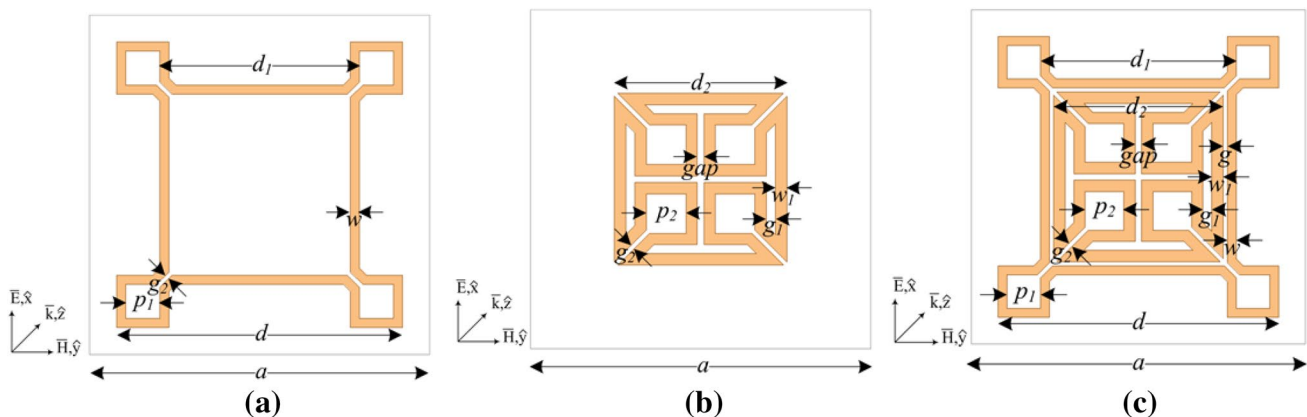 d₁
w
g₂
p₁
d
a
E̅,x̂
k̅,ẑ
H̅,ŷ
(a)
d₂
gap
w₁
p₂
g₁
g₂
a
E̅,x̂
k̅,ẑ
H̅,ŷ
(b)
d₁
d₂
gap
g
w₁
p₂
g₁
g₂
w
p₁
d
a
E̅,x̂
k̅,ẑ
H̅,ŷ
(c)